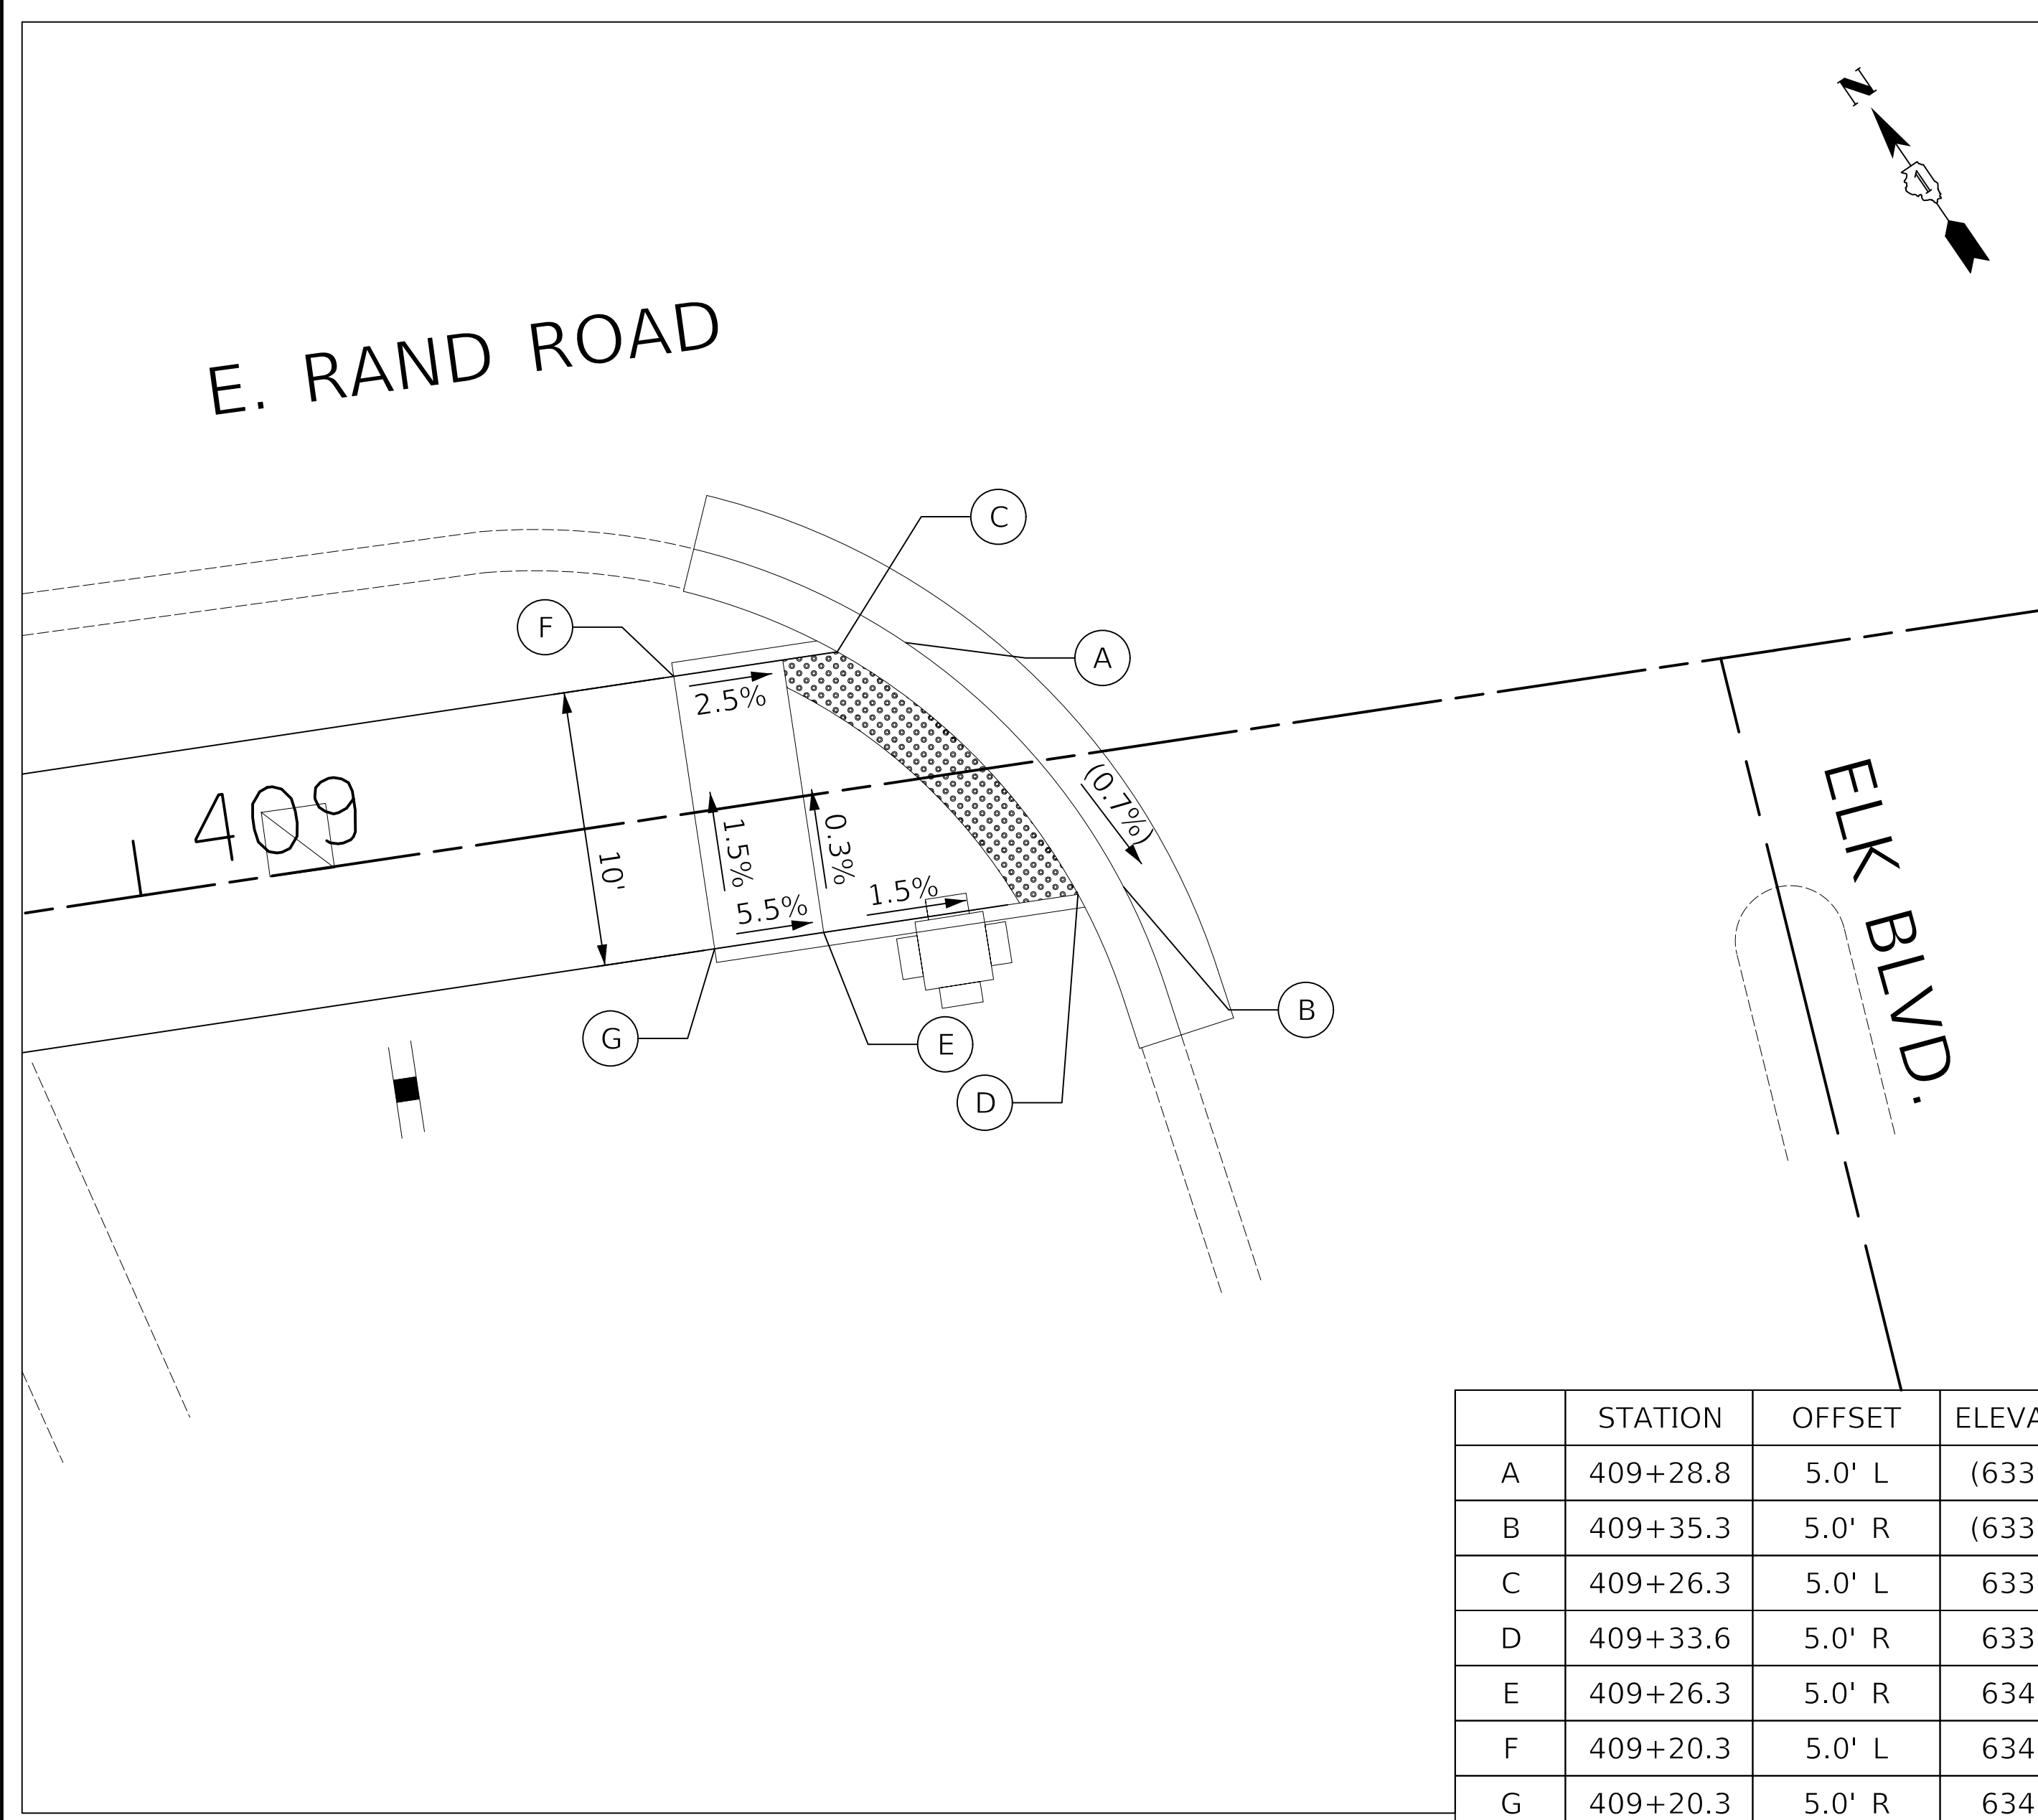 N
1
E. RAND ROAD
C
F
A
2.5%
409
(0.7%)
10'
1.5%
0.3%
5.5%
1.5%
ELK BLVD.
B
G
E
D
STATION OFFSET ELEVA
A 409+28.8 5.0' L (633
B 409+35.3 5.0' R (633
C 409+26.3 5.0' L 633
D 409+33.6 5.0' R 633
E 409+26.3 5.0' R 634
F 409+20.3 5.0' L 634
G 409+20.3 5.0' R 634